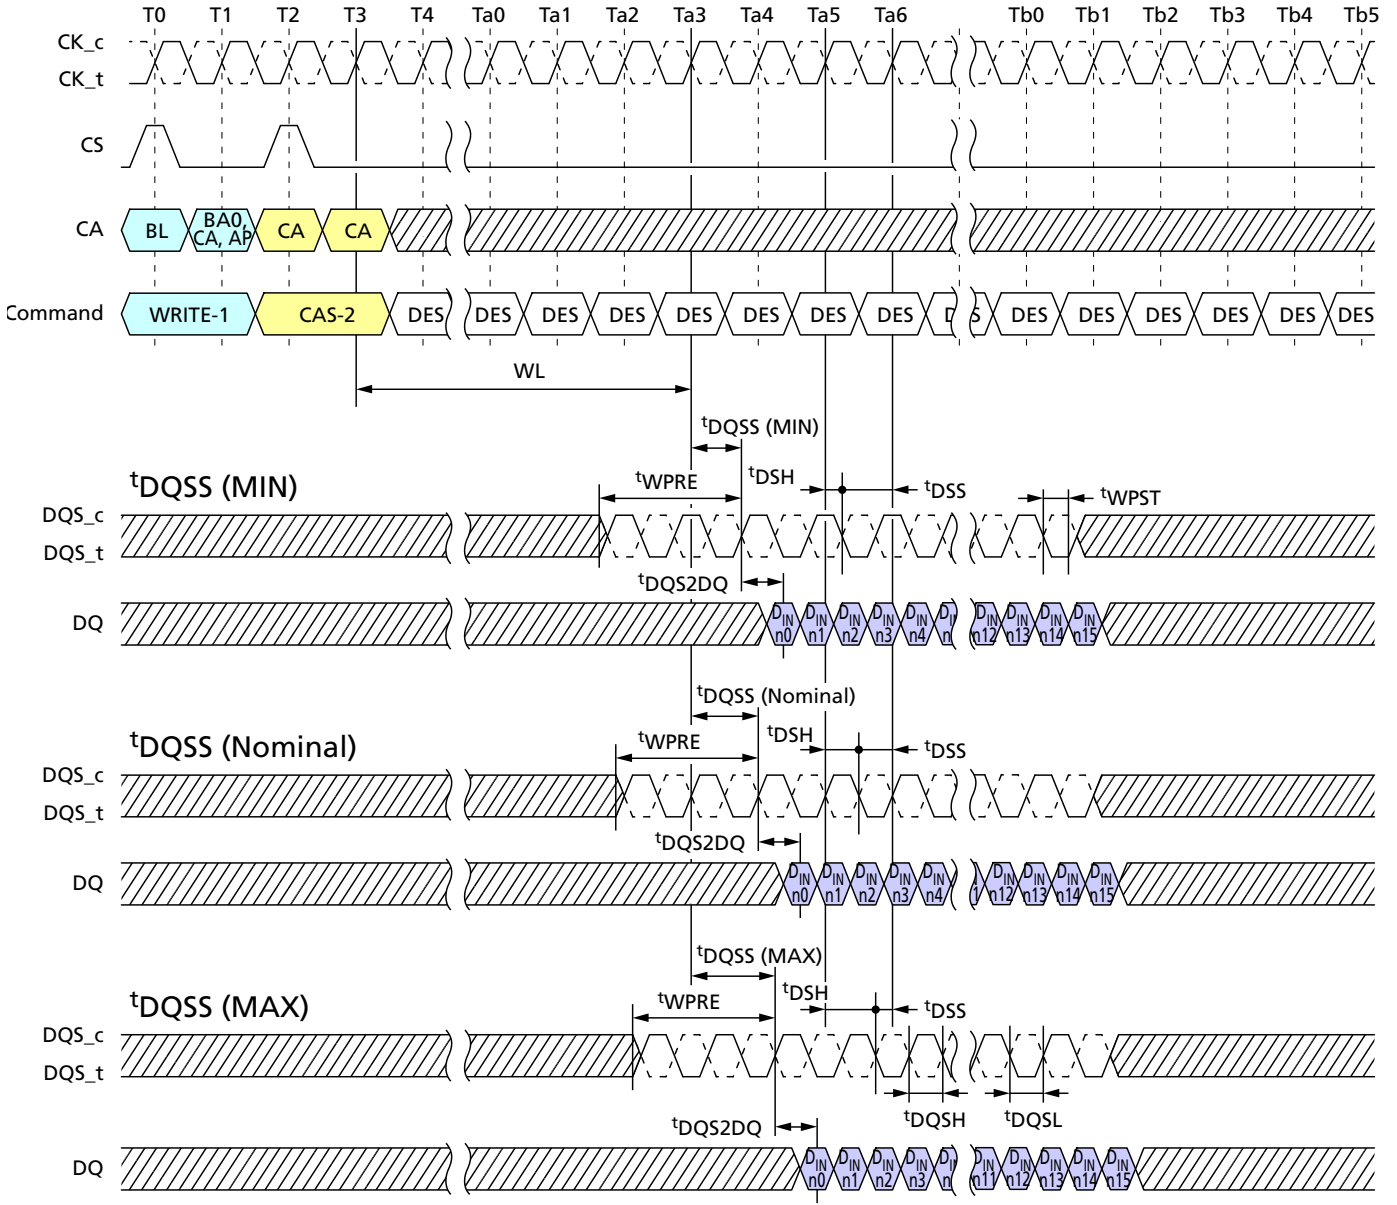 T0 T1 T2 T3 T4 Ta0 Ta1 Ta2 Ta3 Ta4 Ta5 Ta6 Tb0 Tb1 Tb2 Tb3 Tb4 Tb5
CK_c
CK_t
CS
CA BL BA0, CA, AP CA CA
Command WRITE-1 CAS-2 DES DES DES DES DES DES DES DES DES DES DES DES DES DES
WL
tDQSS (MIN)
tDQSS (MIN) tWPRE tDSH tDSS tWPST
DQS_c
DQS_t
tDQS2DQ
DQ DIN n0 DIN n1 DIN n2 DIN n3 DIN n4 DIN n12 DIN n13 DIN n14 DIN n15
tDQSS (Nominal)
tDQSS (Nominal) tWPRE tDSH tDSS
DQS_c
DQS_t
tDQS2DQ
DQ DIN n0 DIN n1 DIN n2 DIN n3 DIN n4 DIN n12 DIN n13 DIN n14 DIN n15
tDQSS (MAX)
tDQSS (MAX) tWPRE tDSH tDSS
DQS_c
DQS_t
tDQSH tDQSL
tDQS2DQ
DQ DIN n0 DIN n1 DIN n2 DIN n3 DIN n11 DIN n12 DIN n13 DIN n14 DIN n15